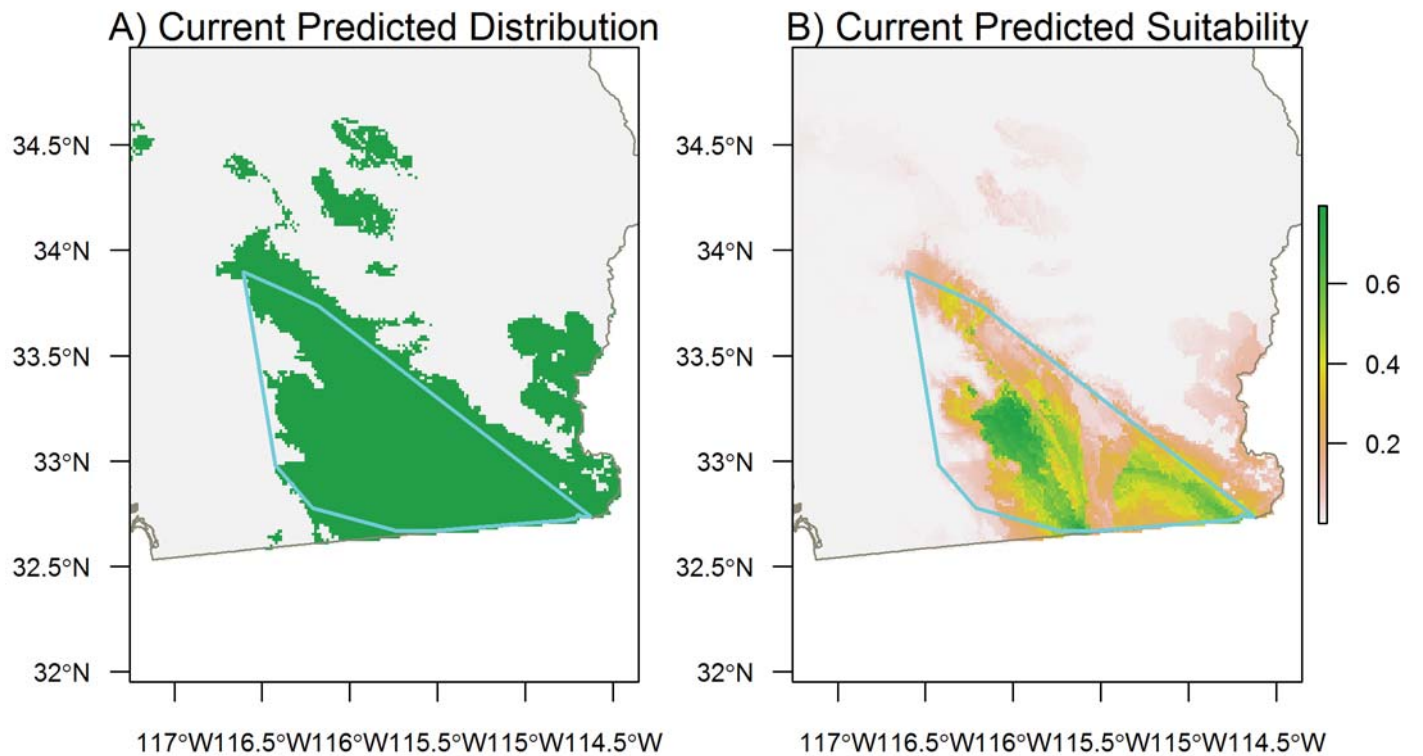 A) Current Predicted Distribution
34.5°N
34°N
33.5°N
33°N
32.5°N
32°N
117°W116.5°W116°W115.5°W115°W114.5°W
B) Current Predicted Suitability
34.5°N
34°N
33.5°N
33°N
32.5°N
32°N
117°W116.5°W116°W115.5°W115°W114.5°W
0.6
0.4
0.2